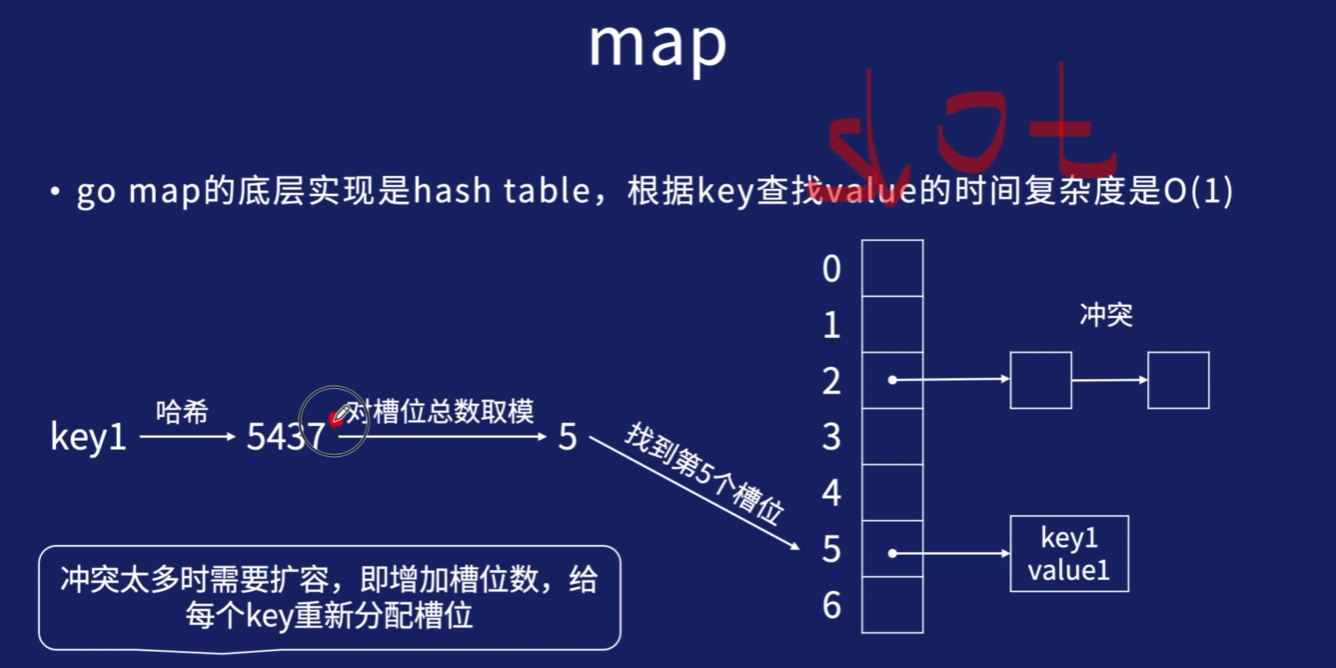 map
slot
• go map的底层实现是hash table，根据key查找value的时间复杂度是O(1)
0
1
冲突
2
3
key1 哈希 5437 对槽位总数取模 5 找到第5个槽位
4
5 key1
value1
6
冲突太多时需要扩容，即增加槽位数，给
每个key重新分配槽位